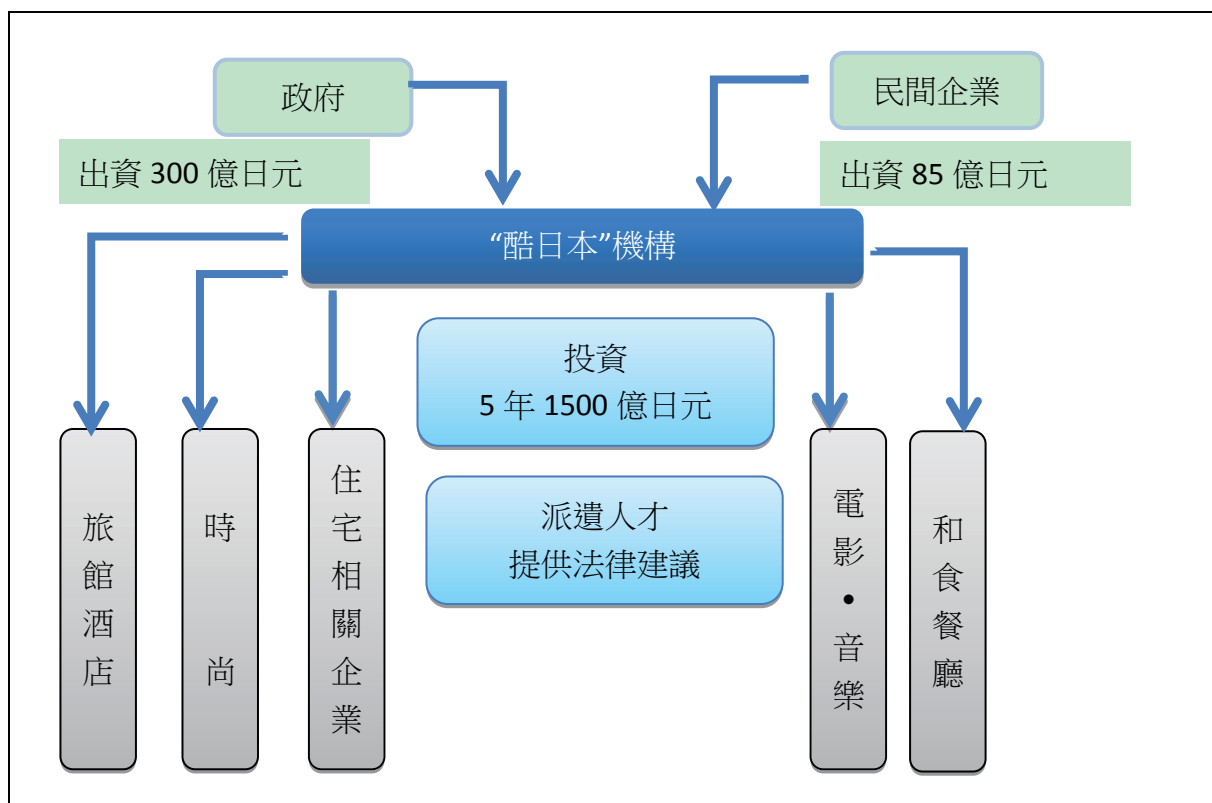 政府
民間企業
出資 300 億日元
出資 85 億日元
“酷日本”機構
投資
5 年 1500 億日元
派遣人才
提供法律建議
旅館酒店
時尚
住宅相關企業
電影•音樂
和食餐廳